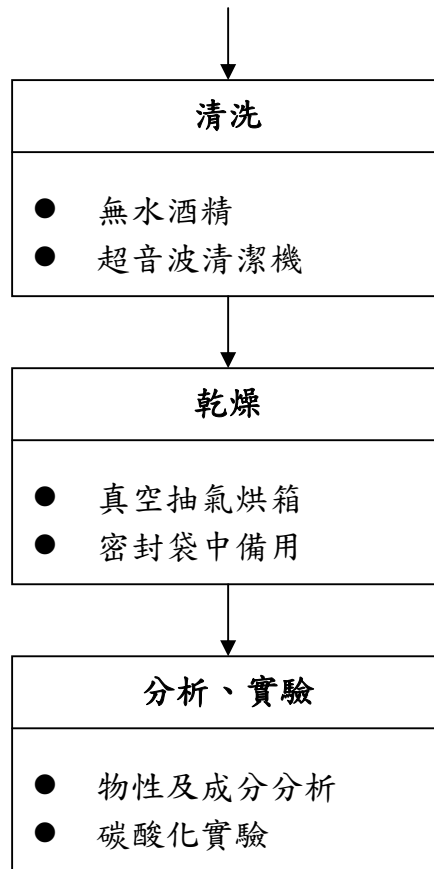 清洗
● 無水酒精
● 超音波清潔機
乾燥
● 真空抽氣烘箱
● 密封袋中備用
分析、實驗
● 物性及成分分析
● 碳酸化實驗